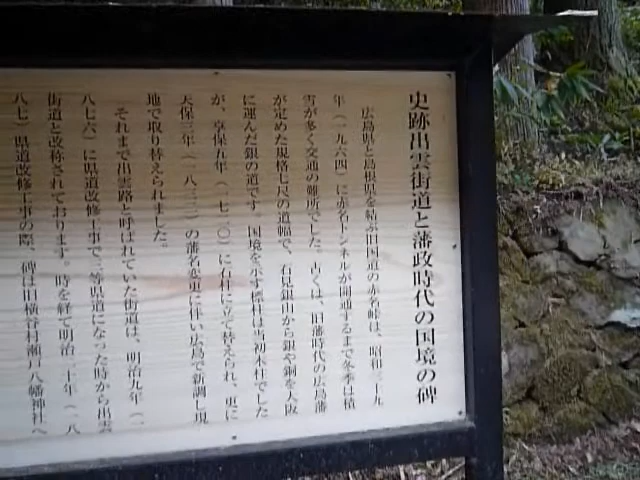 史跡出雲街道と藩政時代の国境の碑
広島県と島根県を結ぶ旧国道の赤名峠は、昭和三十九
年（一九六四）に赤名トンネルが開通するまで冬季は積
雪が多く交通の難所でした。古くは、旧藩時代の広島藩
が定めた規格七尺の道幅で、石見銀山から銀や銅を大阪
に運んだ銀の道です。国境を示す標柱は当初木柱でした
が、享保九年（一七二〇）に石柱に立て替えられ、更に
天保三年（一八三二）の藩名変更に伴い広島で新調し現
地で取り替えられました。
それまで出雲路と呼ばれていた街道は、明治九年（一
八七六）に県道改修工事で三等県道になった時から出雲
街道と改称されております。時を経て明治二十年（一八
八七）県道改修工事の際、碑は旧横谷村瀬戸八幡神社へ